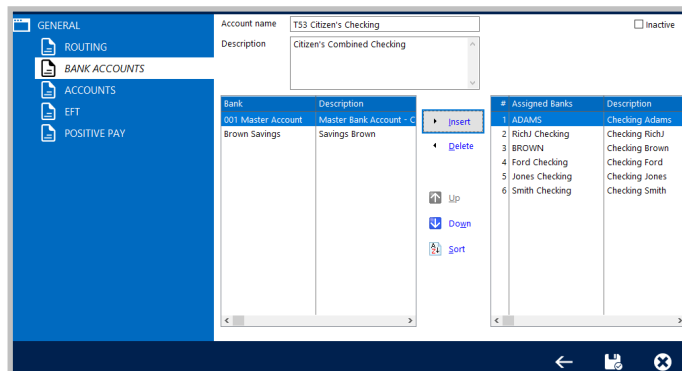 GENERAL
ROUTING
BANK ACCOUNTS
ACCOUNTS
EFT
POSITIVE PAY
Account name T53 Citizen's Checking Inactive
Description Citizen's Combined Checking
Bank Description
001 Master Account Master Bank Account - C
Brown Savings Savings Brown
Insert
Delete
Up
Down
Sort
# Assigned Banks Description
1 ADAMS Checking Adams
2 RichJ Checking Checking RichJ
3 BROWN Checking Brown
4 Ford Checking Checking Ford
5 Jones Checking Checking Jones
6 Smith Checking Checking Smith